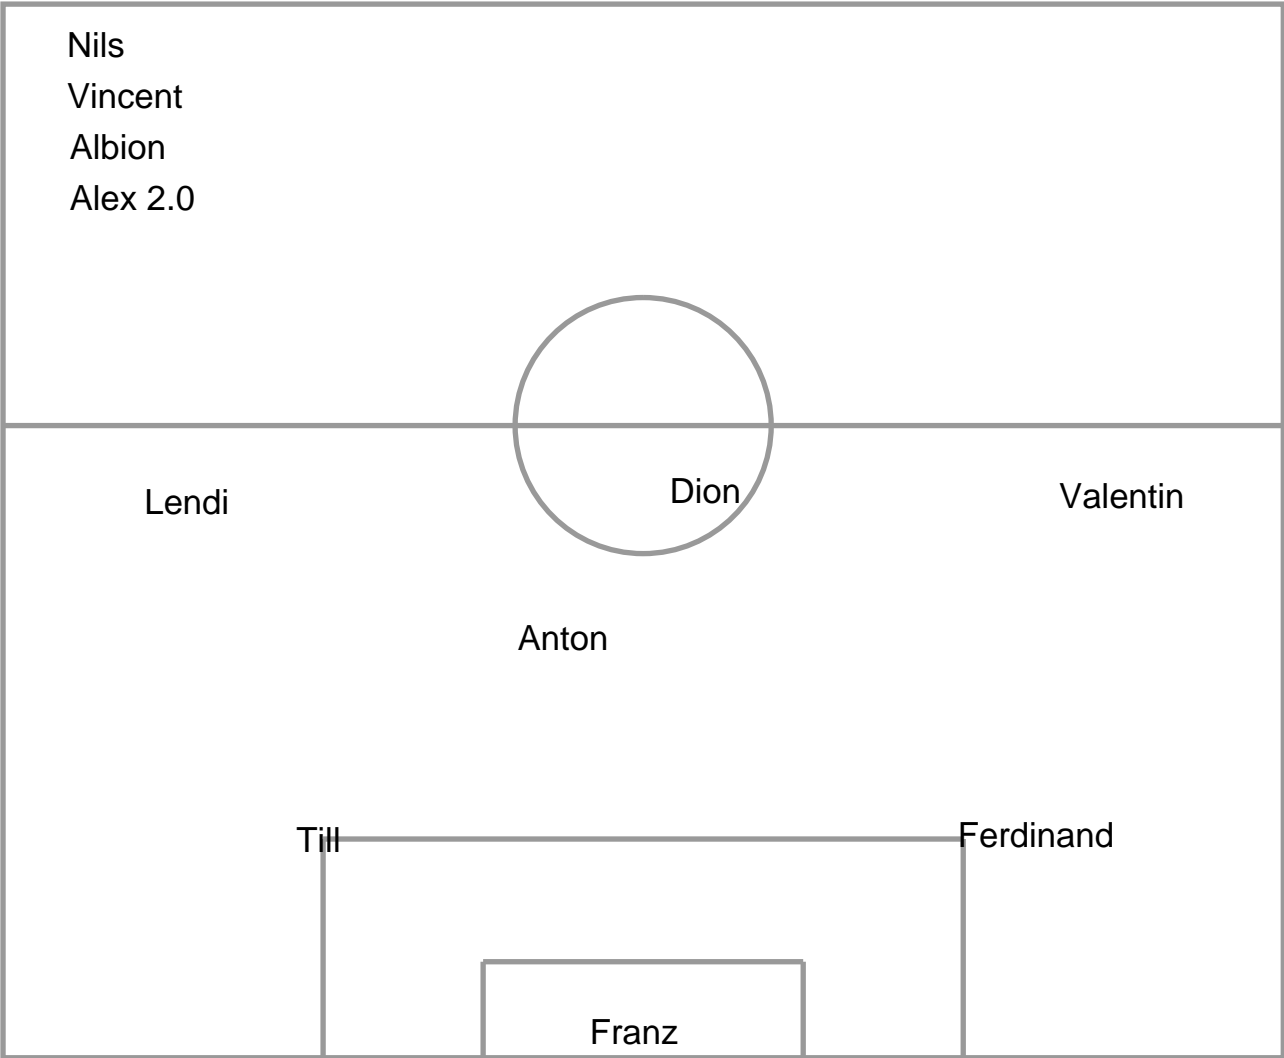 Nils
Vincent
Albion
Alex 2.0
Lendi Dion Valentin
Anton
Till Ferdinand
Franz